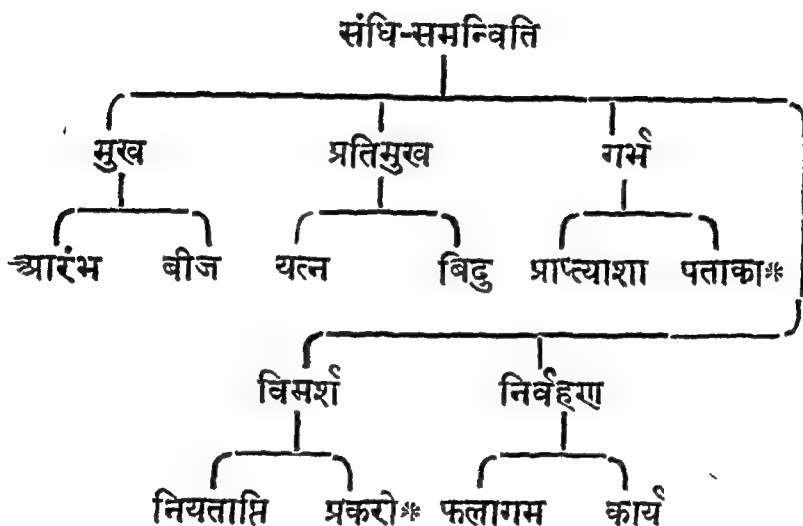 संधि-समन्विति
मुख प्रतिमुख गर्भ
आरंभ बीज यत्न बिदु प्राप्त्याशा पताका*
विमर्श निर्वहण
नियताप्ति प्रकरो* फलागम कार्य